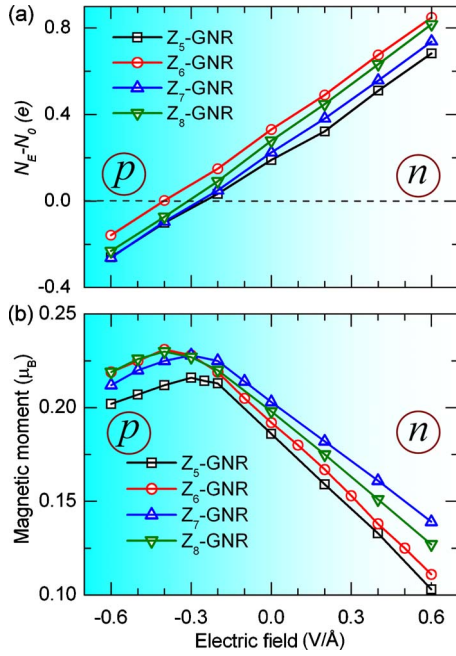 (a)
0.8
0.4
0.0
-0.4
N_E-N_0 (e)
Z_5-GNR
Z_6-GNR
Z_7-GNR
Z_8-GNR
p
n
(b)
0.25
0.20
0.15
0.10
Magnetic moment (μ_B)
p
n
Z_5-GNR
Z_6-GNR
Z_7-GNR
Z_8-GNR
-0.6 -0.3 0.0 0.3 0.6
Electric field (V/Å)